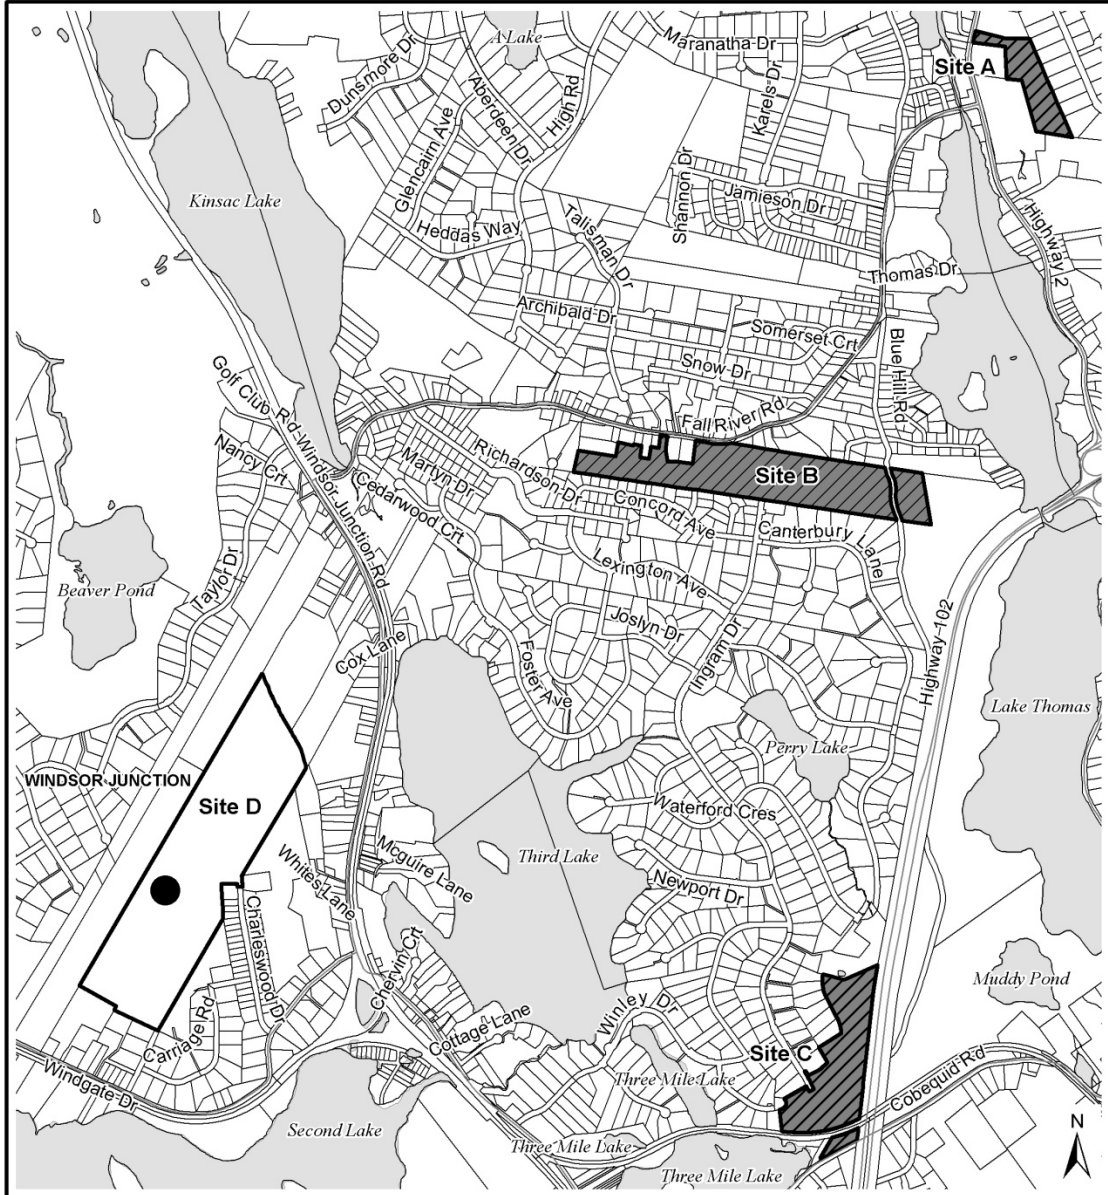 A Lake
Maranatha Dr
Site A
Dunsmore Dr
Aberdeen Dr
High Rd
Karels Dr
Glencairn Ave
Kinsac Lake
Shannon Dr
Jamieson Dr
Heddas Way
Talisman Dr
Highway 2
Thomas Dr
Archibald Dr
Somerset Crt
Snow Dr
Blue Hill Rd
Golf Club Rd
Fall River Rd
Nancy Crt
Windsor Junction Rd
Martyn Dr
Richardson Dr
Site B
Cedarwood Crt
Concord Ave
Canterbury Lane
Beaver Pond
Taylor Dr
Lexington Ave
Joslyn Dr
Cox Lane
Foster Ave
Ingram Dr
Highway 102
Lake Thomas
Perry Lake
WINDSOR JUNCTION
Site D
Waterford Cres
Mcguire Lane
Third Lake
Whites Lane
Newport Dr
Charleswood Dr
Chervin Crt
Muddy Pond
Carriage Rd
Cottage Lane
Winley Dr
Site C
Windgate Dr
Three Mile Lake
Cobequid Rd
Second Lake
Three Mile Lake
Three Mile Lake
N